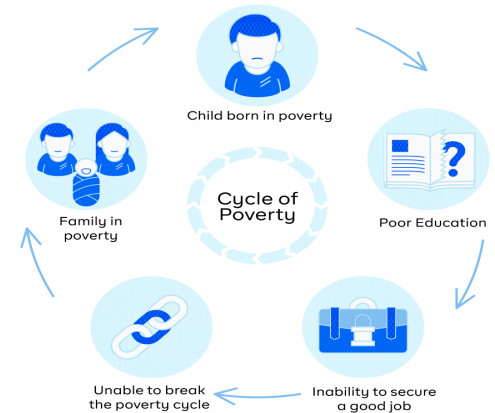 Child born in poverty
Cycle of
Poverty
Poor Education
Family in
poverty
Inability to secure
a good job
Unable to break
the poverty cycle
?